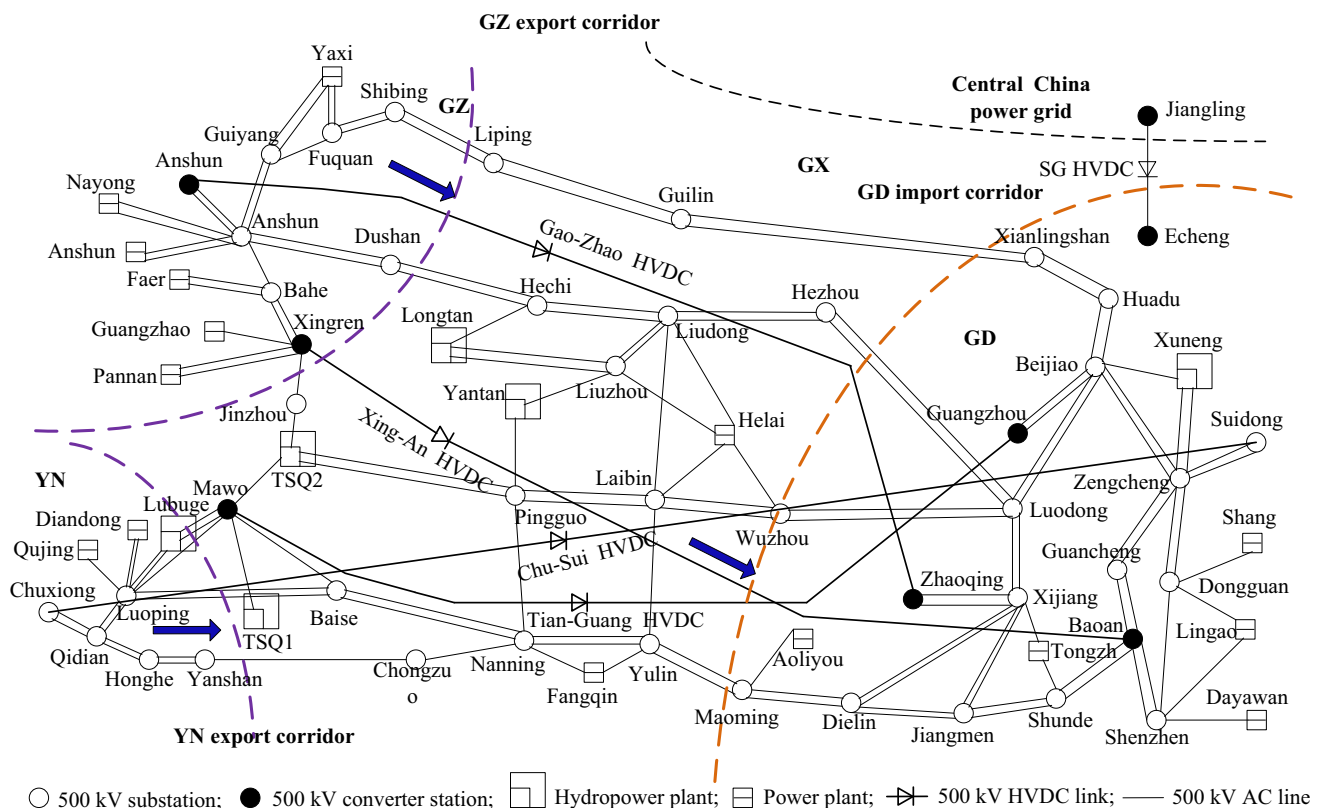 GZ export corridor
Yaxi
Central China
power grid
Shibing
GZ
Jiangling
Guiyang
Liping
Fuquan
Anshun
GX
SG HVDC
Nayong
Guilin
GD import corridor
Anshun
Dushan
Gao-Zhao HVDC
Xianlingshan
Echeng
Anshun
Faer
Bahe
Hechi
Hezhou
Huadu
Guangzhao
Xingren
Longtan
Liudong
GD
Beijiao
Xuneng
Pannan
Liuzhou
Yantan
Jinzhou
Helai
Guangzhou
Suidong
Xing-An HVDC
YN
Mawo
TSQ2
Laibin
Zengcheng
Lubuge
Pingguo
Luodong
Diandong
Wuzhou
Shang
Qujing
Chu-Sui HVDC
Guancheng
Chuxiong
Zhaoqing
Dongguan
Luoping
Baise
Xijiang
TSQ1
Tian-Guang HVDC
Baoan
Lingao
Qidian
Aoliyou
Tongzh
Honghe
Yanshan
Chongzu
o
Nanning
Yulin
Fangqin
Dayawan
Maoming
Dielin
Shunde
YN export corridor
Jiangmen
Shenzhen
500 kV substation;
500 kV converter station;
Hydropower plant;
Power plant;
500 kV HVDC link;
500 kV AC line